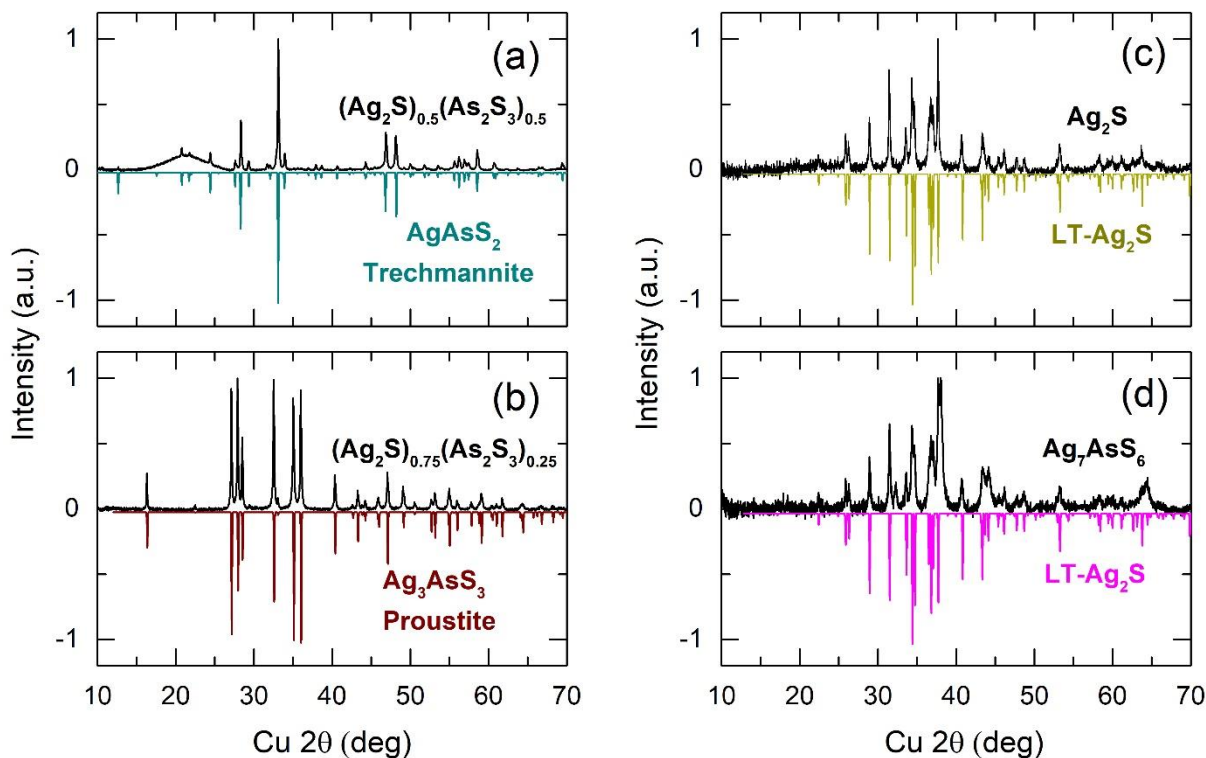 Intensity (a.u.)
1
0
-1
(a)
(Ag₂S)₀.₅(As₂S₃)₀.₅
AgAsS₂
Trechmannite
1
0
-1
(c)
Ag₂S
LT-Ag₂S
Intensity (a.u.)
1
0
-1
(b)
(Ag₂S)₀.₇₅(As₂S₃)₀.₂₅
Ag₃AsS₃
Proustite
10 20 30 40 50 60 70
Cu 2θ (deg)
1
0
-1
(d)
Ag₇AsS₆
LT-Ag₂S
10 20 30 40 50 60 70
Cu 2θ (deg)